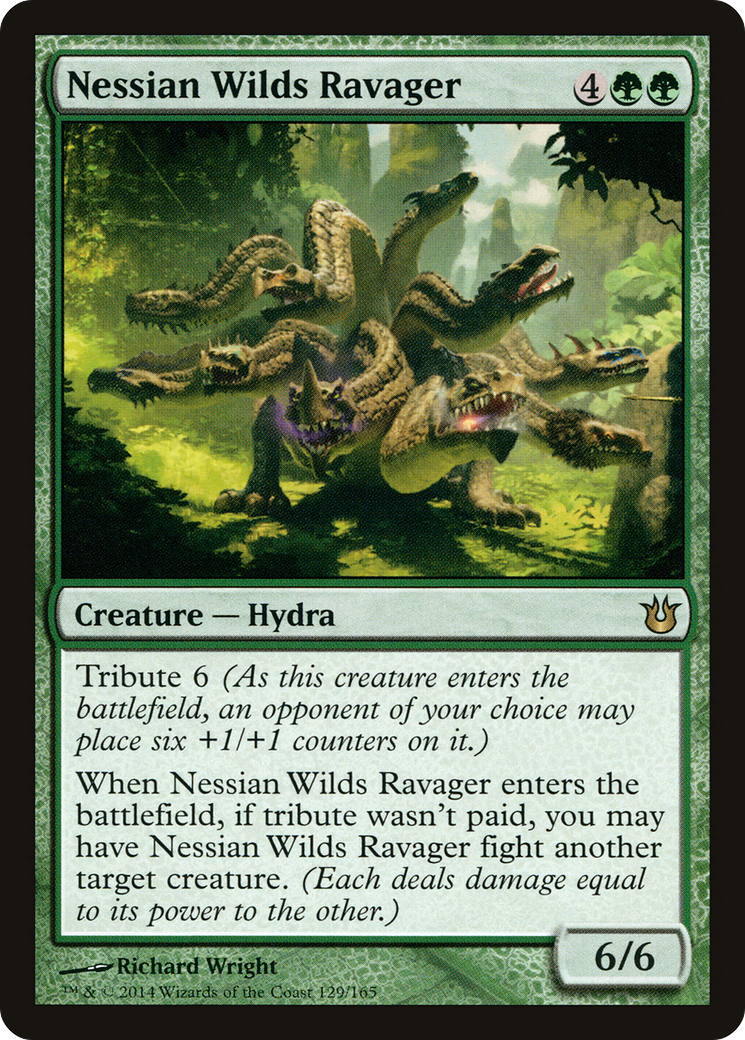 Nessian Wilds Ravager 4
Creature — Hydra
Tribute 6 (As this creature enters the
battlefield, an opponent of your choice may
place six +1/+1 counters on it.)
When Nessian Wilds Ravager enters the
battlefield, if tribute wasn't paid, you may
have Nessian Wilds Ravager fight another
target creature. (Each deals damage equal
to its power to the other.)
6/6
Richard Wright
™ & © 2014 Wizards of the Coast 129/165